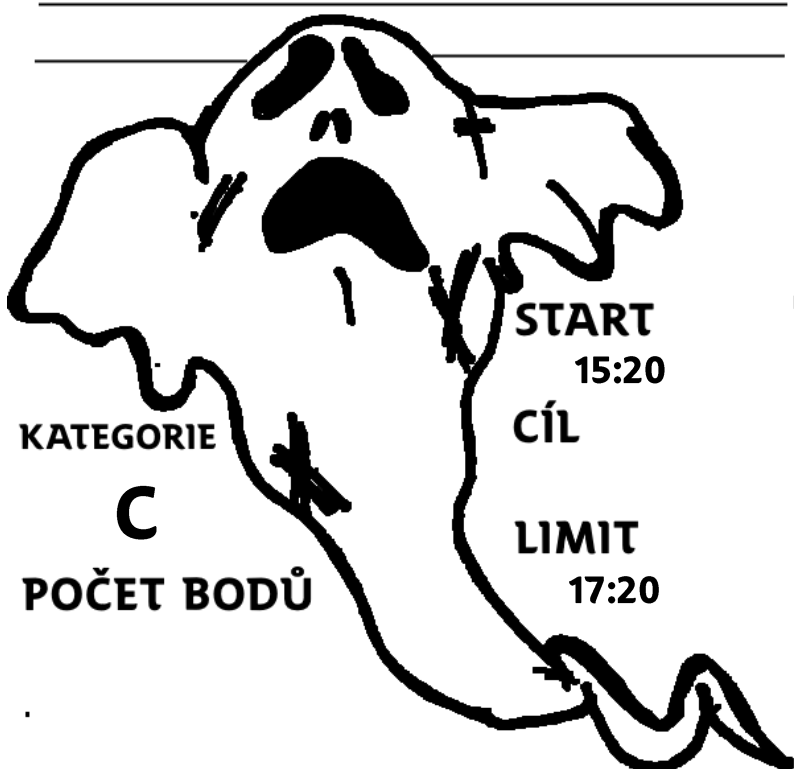 START
15:20
CÍL
KATEGORIE
C
LIMIT
17:20
POČET BODŮ